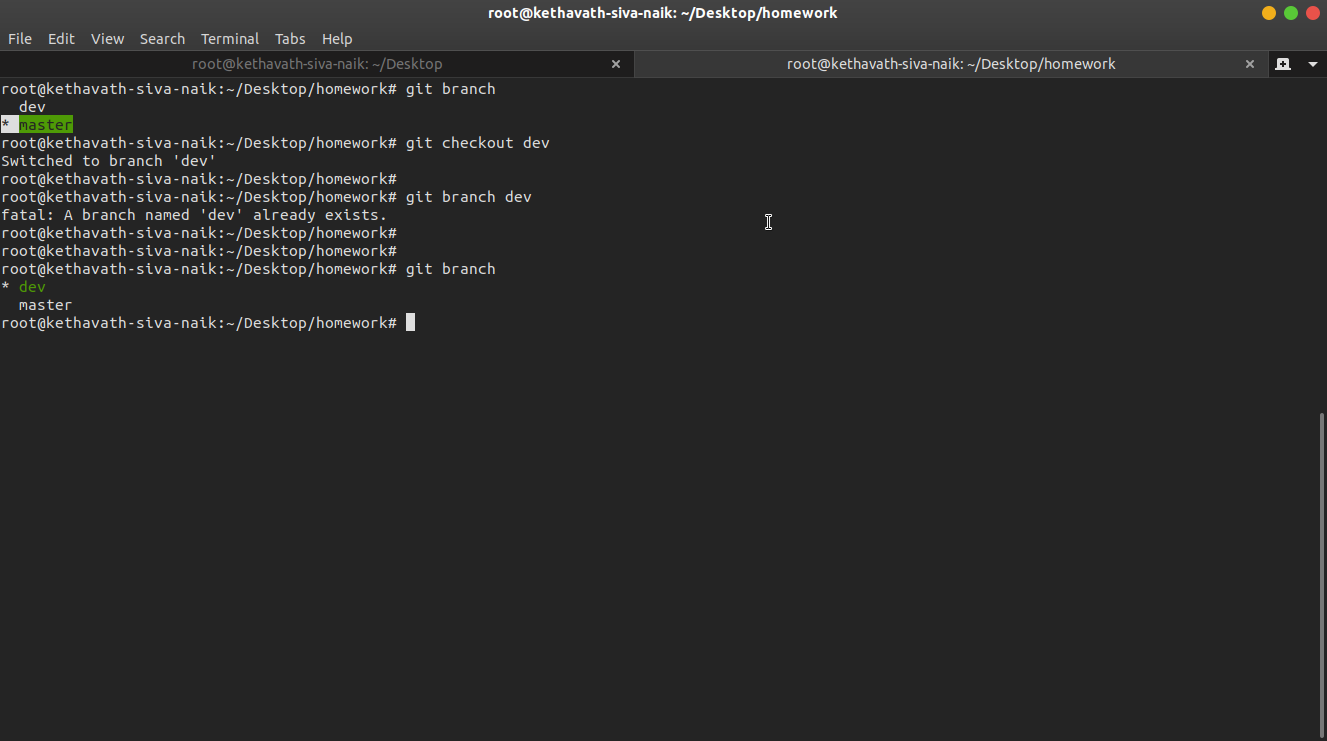 root@kethavath-siva-naik: ~/Desktop/homework
File Edit View Search Terminal Tabs Help
root@kethavath-siva-naik: ~/Desktop × root@kethavath-siva-naik: ~/Desktop/homework ×
root@kethavath-siva-naik:~/Desktop/homework# git branch
  dev
* master
root@kethavath-siva-naik:~/Desktop/homework# git checkout dev
Switched to branch 'dev'
root@kethavath-siva-naik:~/Desktop/homework#
root@kethavath-siva-naik:~/Desktop/homework# git branch dev
fatal: A branch named 'dev' already exists.
root@kethavath-siva-naik:~/Desktop/homework#
root@kethavath-siva-naik:~/Desktop/homework#
root@kethavath-siva-naik:~/Desktop/homework# git branch
* dev
  master
root@kethavath-siva-naik:~/Desktop/homework#